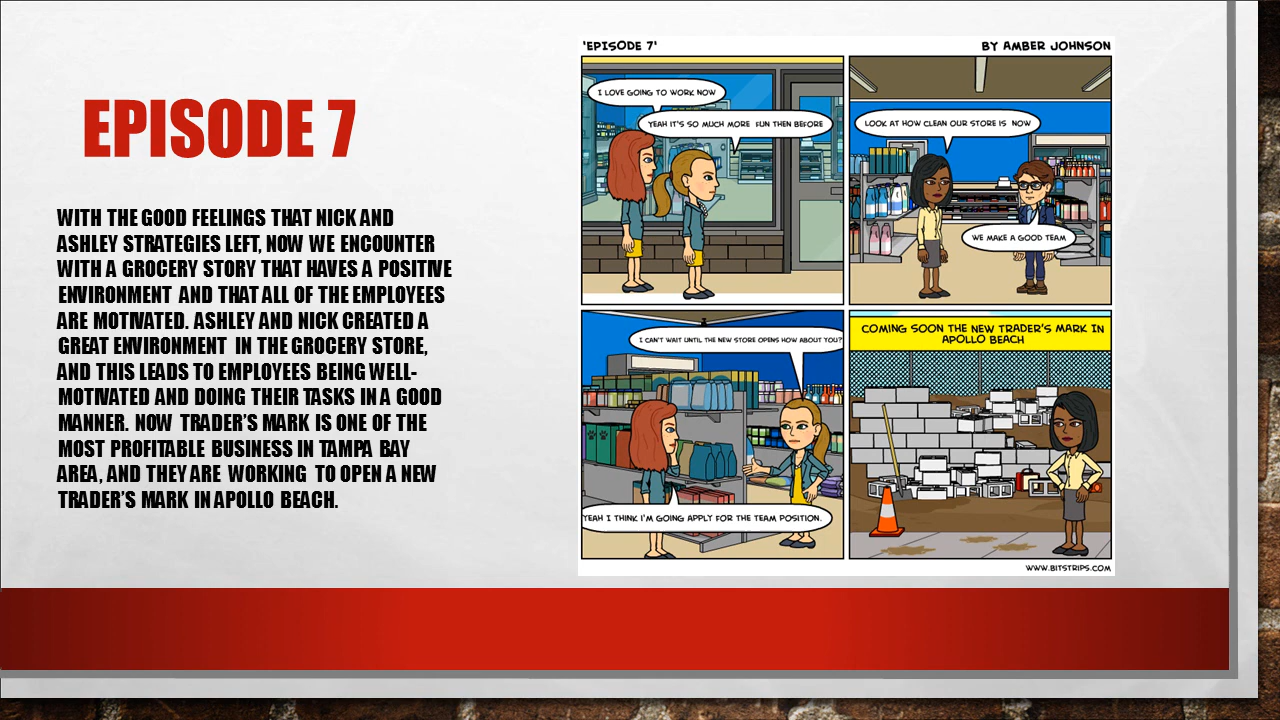 EPISODE 7
WITH THE GOOD FEELINGS THAT NICK AND
ASHLEY STRATEGIES LEFT, NOW WE ENCOUNTER
WITH A GROCERY STORY THAT HAVES A POSITIVE
ENVIRONMENT AND THAT ALL OF THE EMPLOYEES
ARE MOTIVATED. ASHLEY AND NICK CREATED A
GREAT ENVIRONMENT IN THE GROCERY STORE,
AND THIS LEADS TO EMPLOYEES BEING WELL-
MOTIVATED AND DOING THEIR TASKS IN A GOOD
MANNER. NOW TRADER'S MARK IS ONE OF THE
MOST PROFITABLE BUSINESS IN TAMPA BAY
AREA, AND THEY ARE WORKING TO OPEN A NEW
TRADER'S MARK IN APOLLO BEACH.
'EPISODE 7'
BY AMBER JOHNSON
I LOVE GOING TO WORK NOW
YEAH IT'S SO MUCH MORE FUN THEN BEFORE
LOOK AT HOW CLEAN OUR STORE IS NOW
WE MAKE A GOOD TEAM
I CAN'T WAIT UNTIL THE NEW STORE OPENS HOW ABOUT YOU?
YEAH I THINK I'M GOING APPLY FOR THE TEAM POSITION.
COMING SOON THE NEW TRADER'S MARK IN
APOLLO BEACH
WWW.BITSTRIPS.COM